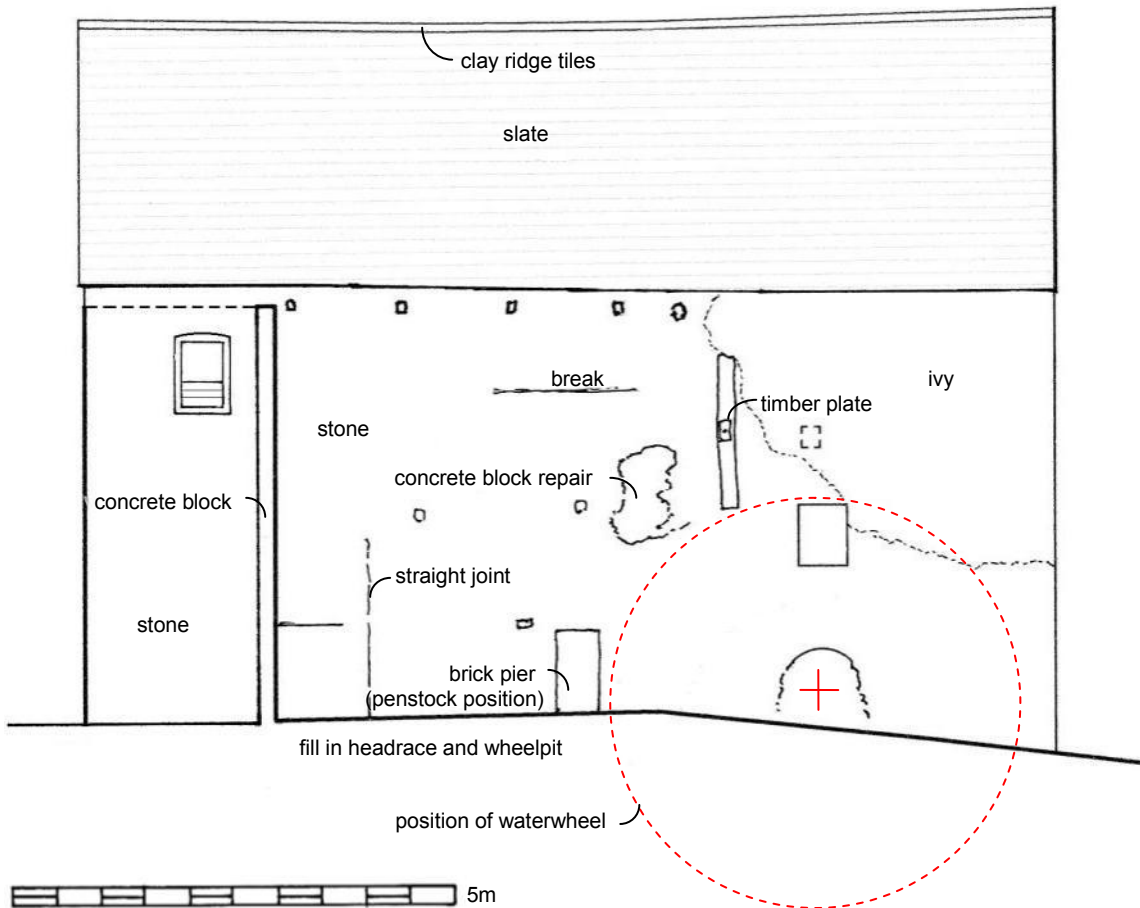 clay ridge tiles
slate
break
ivy
timber plate
stone
concrete block repair
concrete block
straight joint
stone
brick pier
(penstock position)
fill in headrace and wheelpit
position of waterwheel
5m